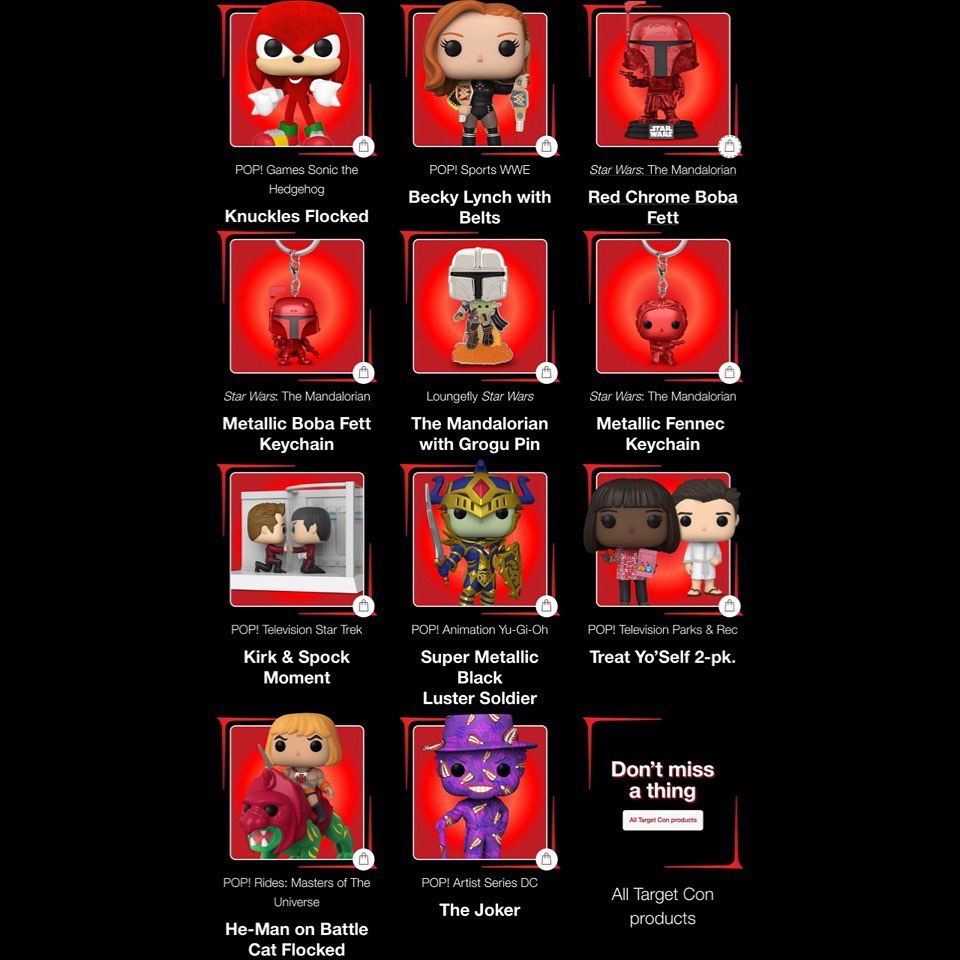 STAR
WARS
POP! Games Sonic the
Hedgehog
Knuckles Flocked
POP! Sports WWE
Becky Lynch with
Belts
Star Wars: The Mandalorian
Red Chrome Boba
Fett
Star Wars: The Mandalorian
Metallic Boba Fett
Keychain
Loungefly Star Wars
The Mandalorian
with Grogu Pin
Star Wars: The Mandalorian
Metallic Fennec
Keychain
POP! Television Star Trek
Kirk & Spock
Moment
POP! Animation Yu-Gi-Oh
Super Metallic
Black
Luster Soldier
POP! Television Parks & Rec
Treat Yo’Self 2-pk.
POP! Rides: Masters of The
Universe
He-Man on Battle
Cat Flocked
POP! Artist Series DC
The Joker
Don’t miss
a thing
All Target Con products
All Target Con
products